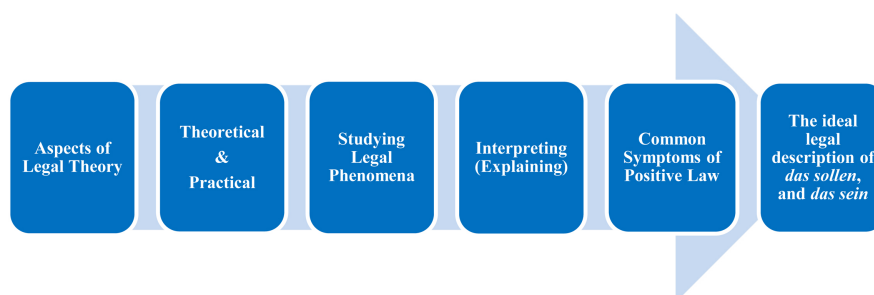 Aspects of
Legal Theory
Theoretical
&
Practical
Studying
Legal
Phenomena
Interpreting
(Explaining)
Common
Symptoms of
Positive Law
The ideal
legal
description of
das sollen,
and das sein